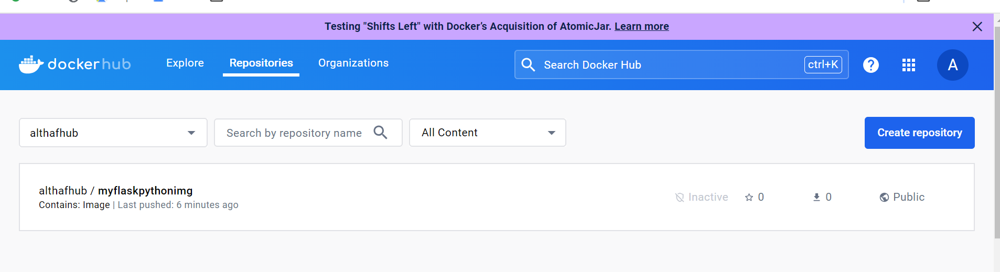 Testing "Shifts Left" with Docker’s Acquisition of AtomicJar. Learn more
docker hub Explore Repositories Organizations Search Docker Hub ctrl+K ? A
althafhub Search by repository name All Content Create repository
althafhub / myflaskpythonimg
Contains: Image | Last pushed: 6 minutes ago
Inactive 0 0 Public